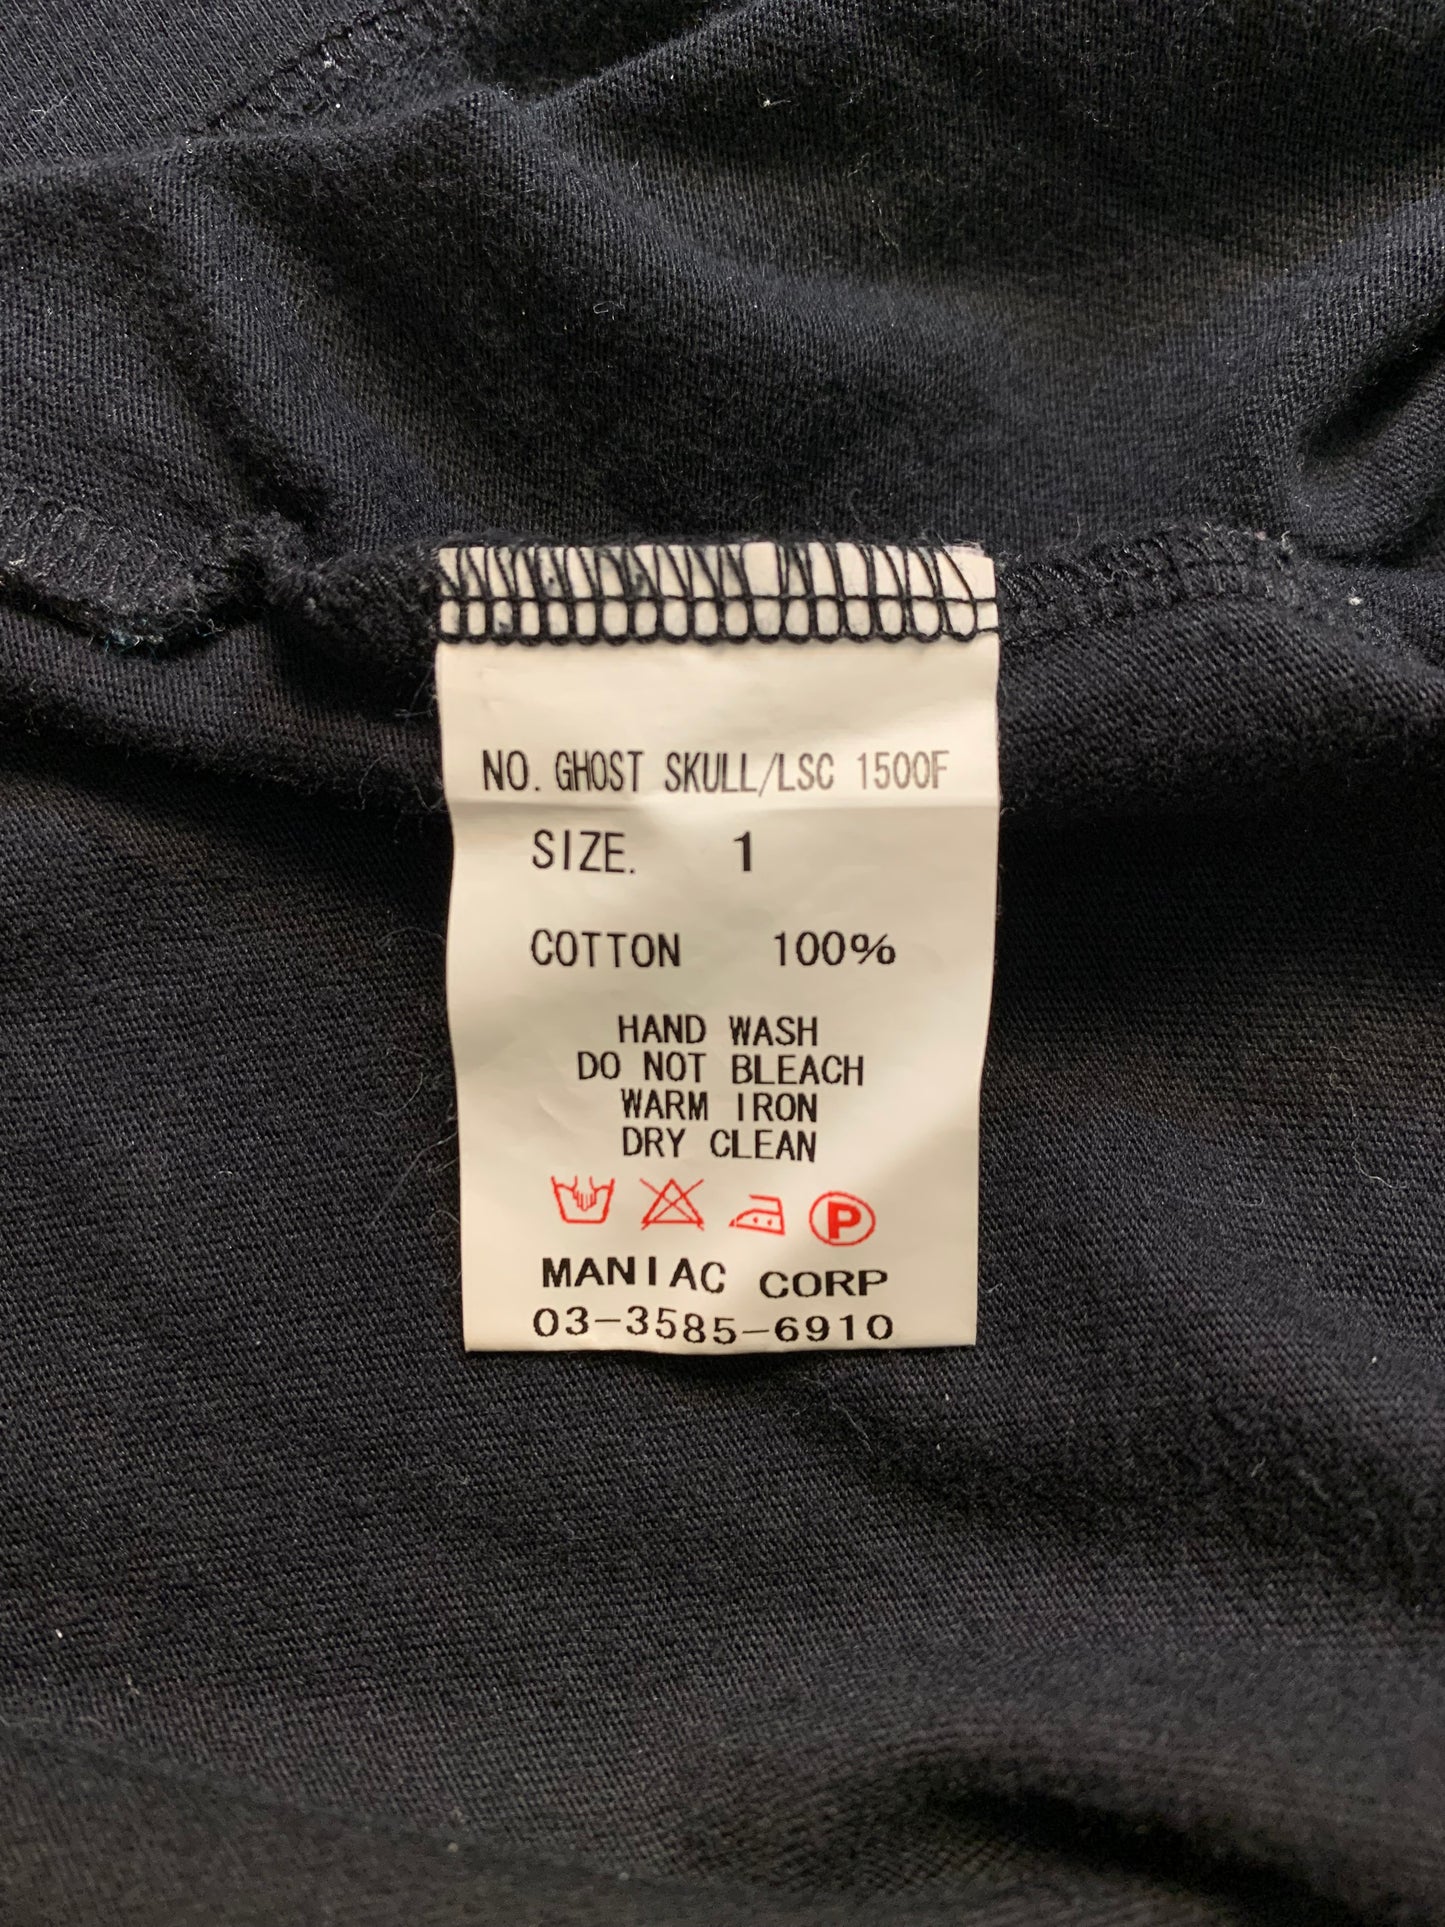 NO. GHOST SKULL/LSC 1500F
SIZE. 1
COTTON 100%
HAND WASH
DO NOT BLEACH
WARM IRON
DRY CLEAN
P
MANIAC CORP
03-3585-6910